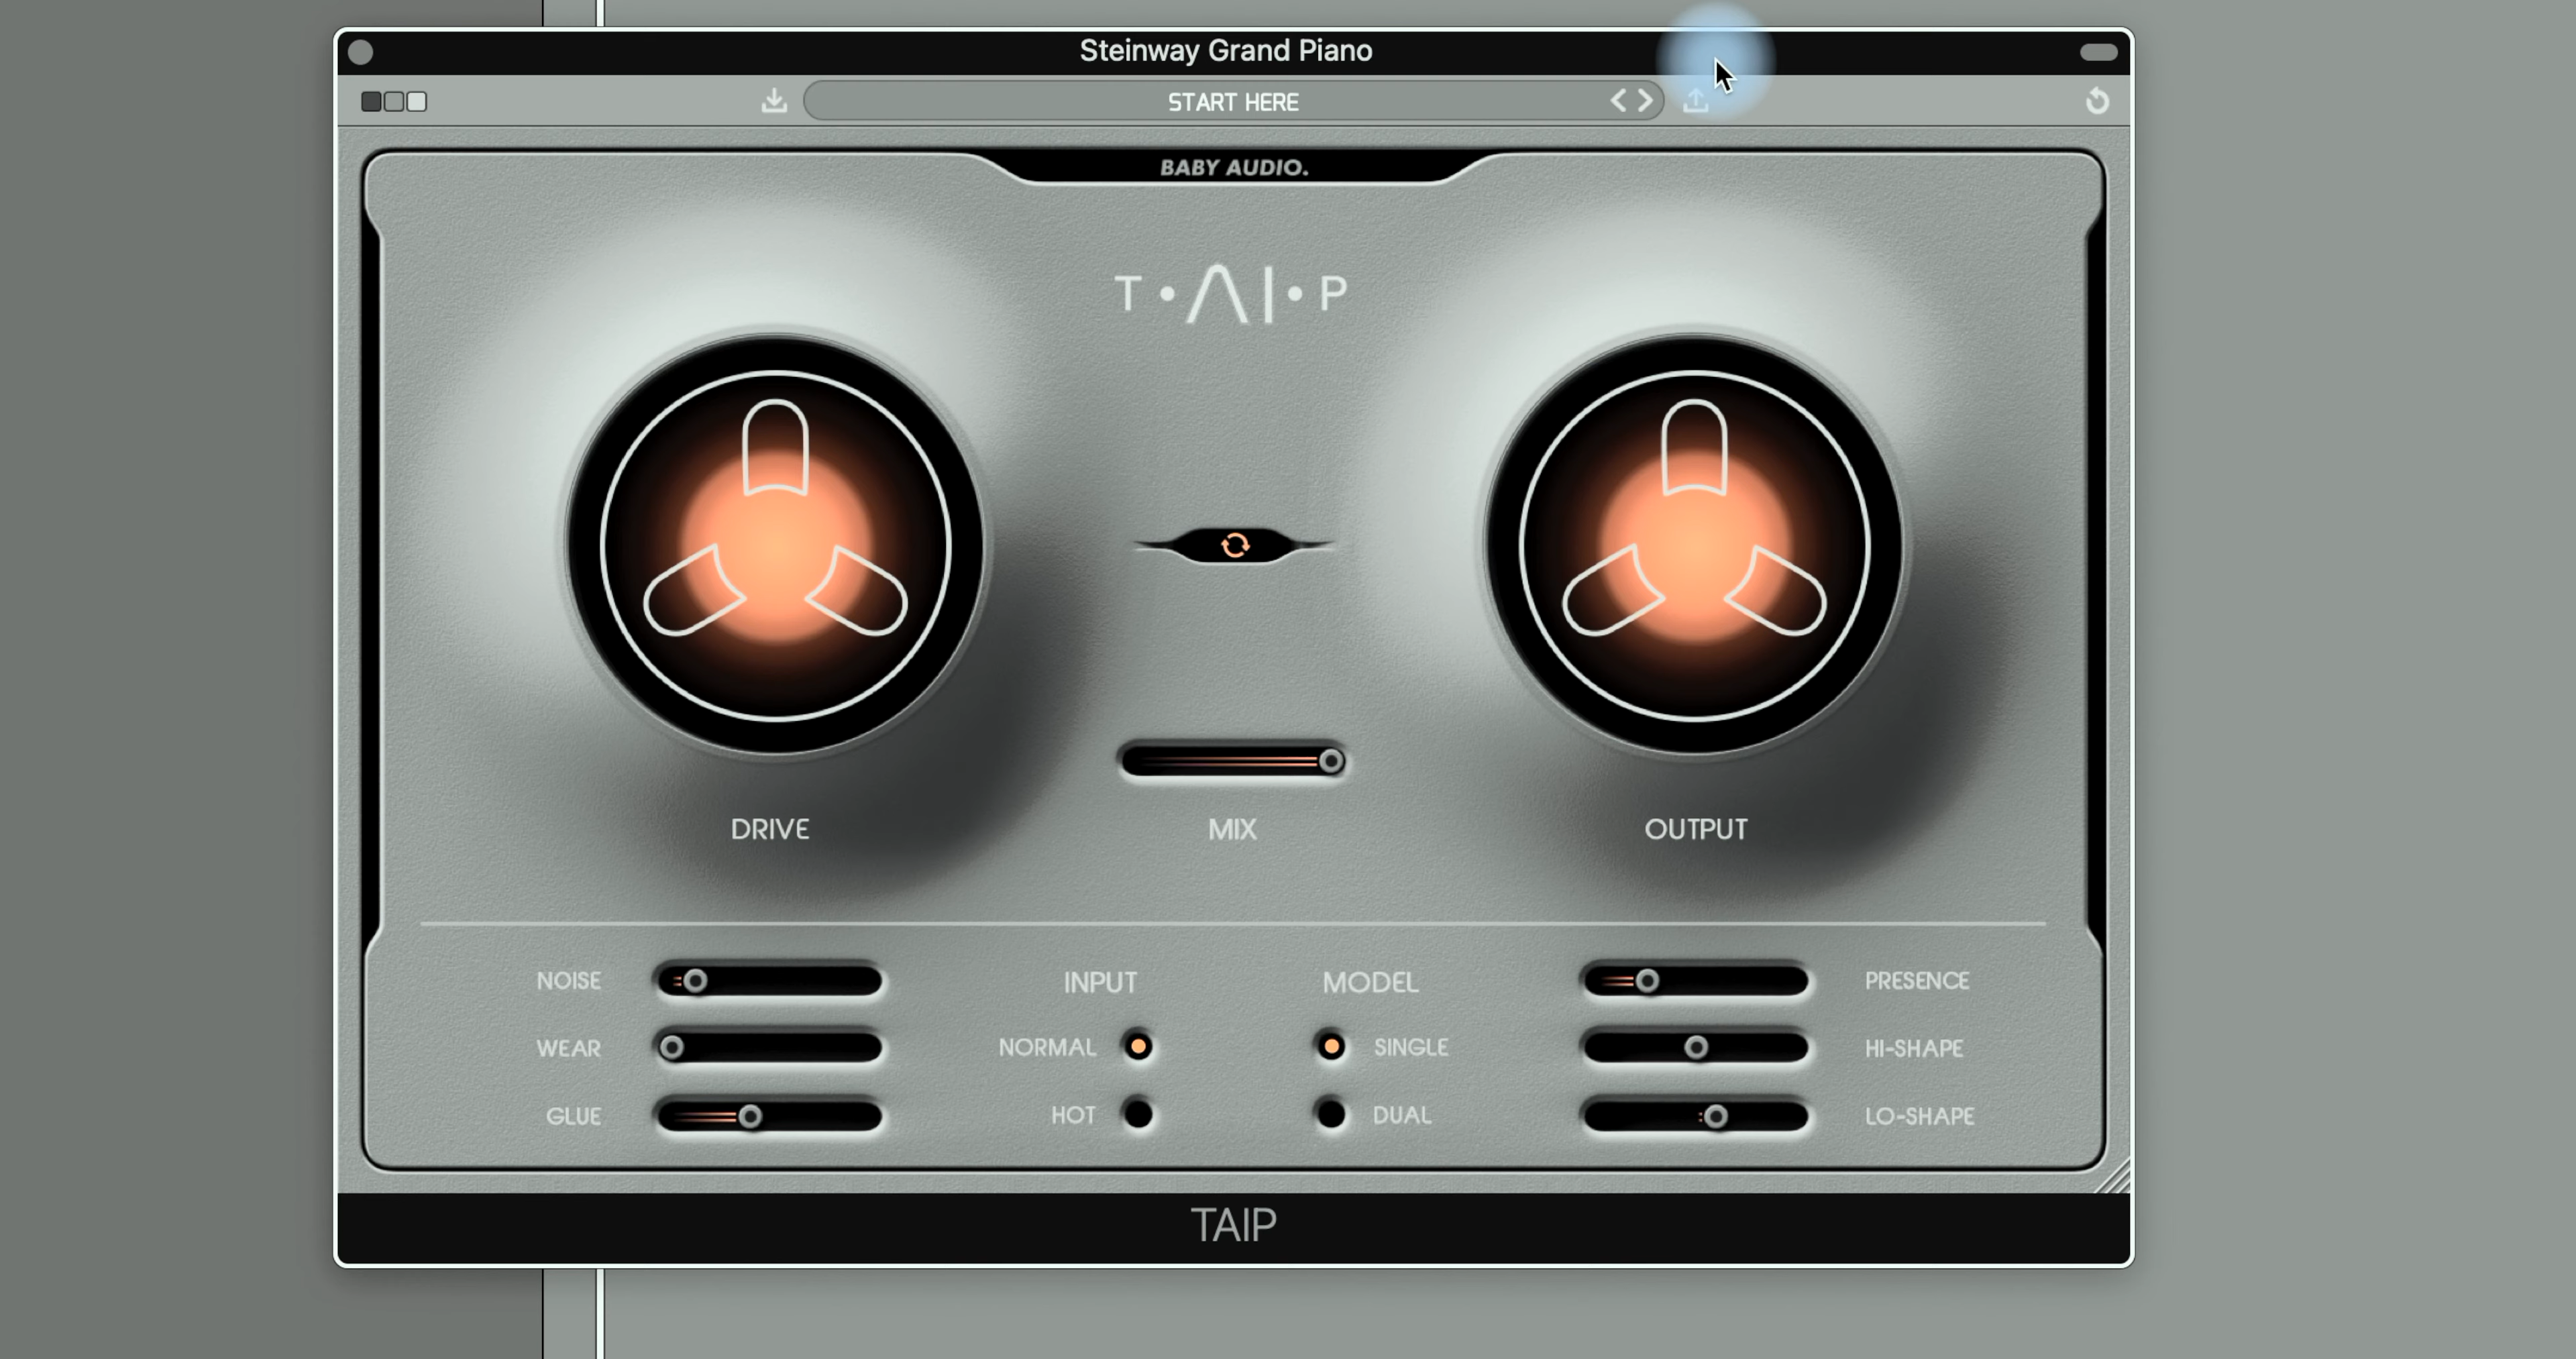 Steinway Grand Piano
START HERE
BABY AUDIO.
T•AI•P
DRIVE
MIX
OUTPUT
NOISE
INPUT
MODEL
PRESENCE
WEAR
NORMAL
SINGLE
HI-SHAPE
GLUE
HOT
DUAL
LO-SHAPE
TAIP